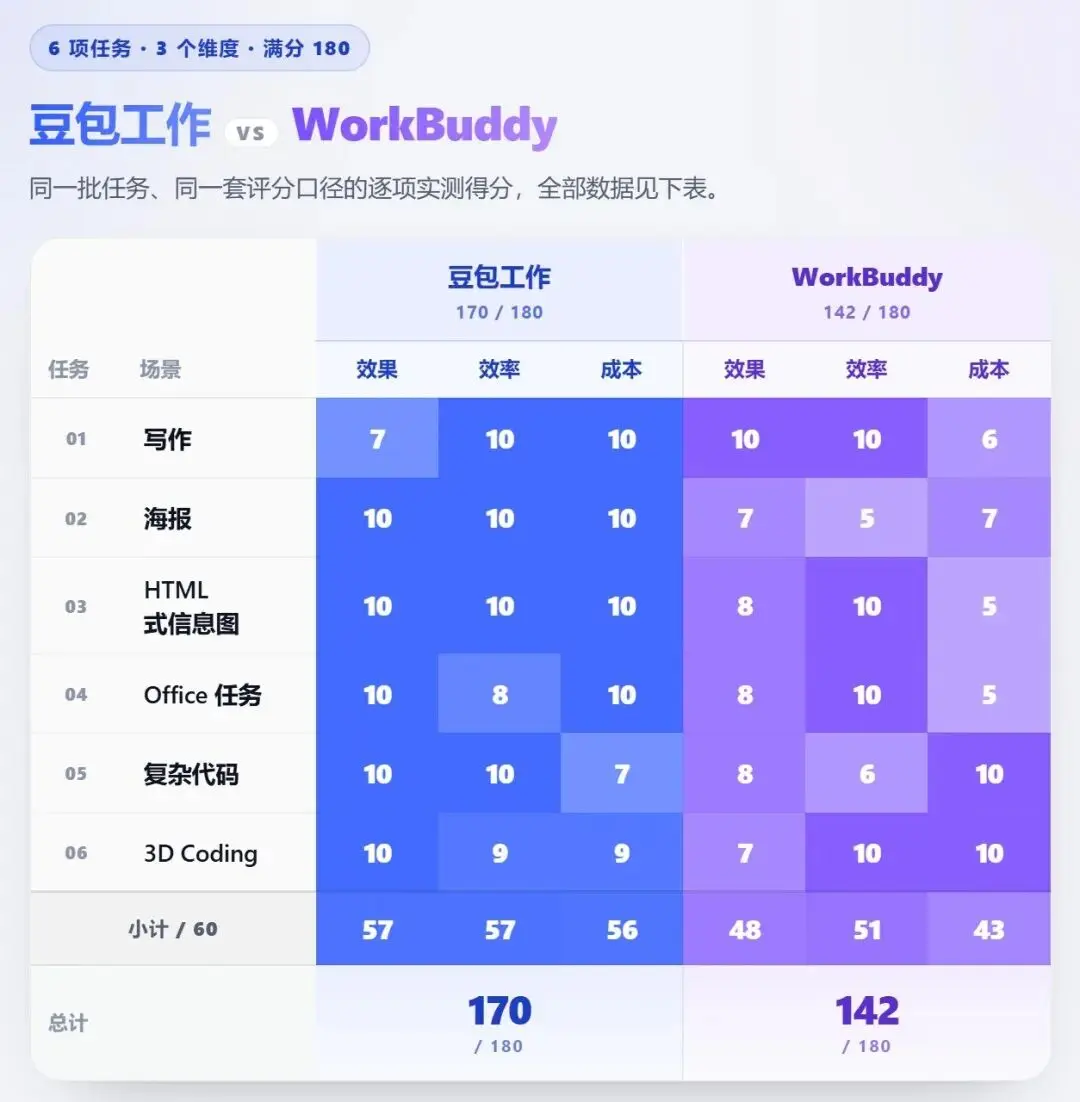 6 项任务 · 3 个维度 · 满分 180
豆包工作 vs WorkBuddy
同一批任务、同一套评分口径的逐项实测得分，全部数据见下表。
豆包工作 WorkBuddy
170 / 180 142 / 180
任务 场景 效果 效率 成本 效果 效率 成本
01 写作 7 10 10 10 10 6
02 海报 10 10 10 7 5 7
03 HTML
式信息图 10 10 10 8 10 5
04 Office 任务 10 8 10 8 10 5
05 复杂代码 10 10 7 8 6 10
06 3D Coding 10 9 9 7 10 10
小计 / 60 57 57 56 48 51 43
总计 170 142
/ 180 / 180